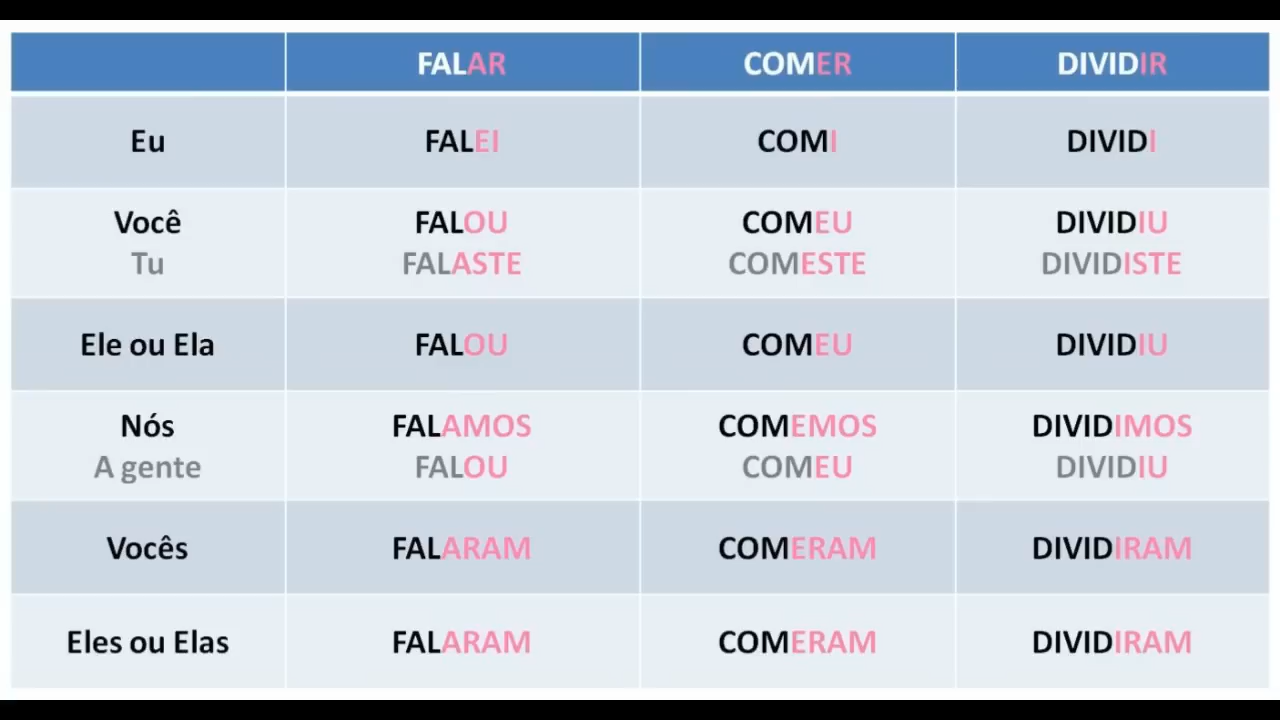 FALAR COMER DIVIDIR
Eu FALEI COMI DIVIDI
Você FALOU COMEU DIVIDIU
Tu FALASTE COMESTE DIVIDISTE
Ele ou Ela FALOU COMEU DIVIDIU
Nós FALAMOS COMEMOS DIVIDIMOS
A gente FALOU COMEU DIVIDIU
Vocês FALARAM COMERAM DIVIDIRAM
Eles ou Elas FALARAM COMERAM DIVIDIRAM